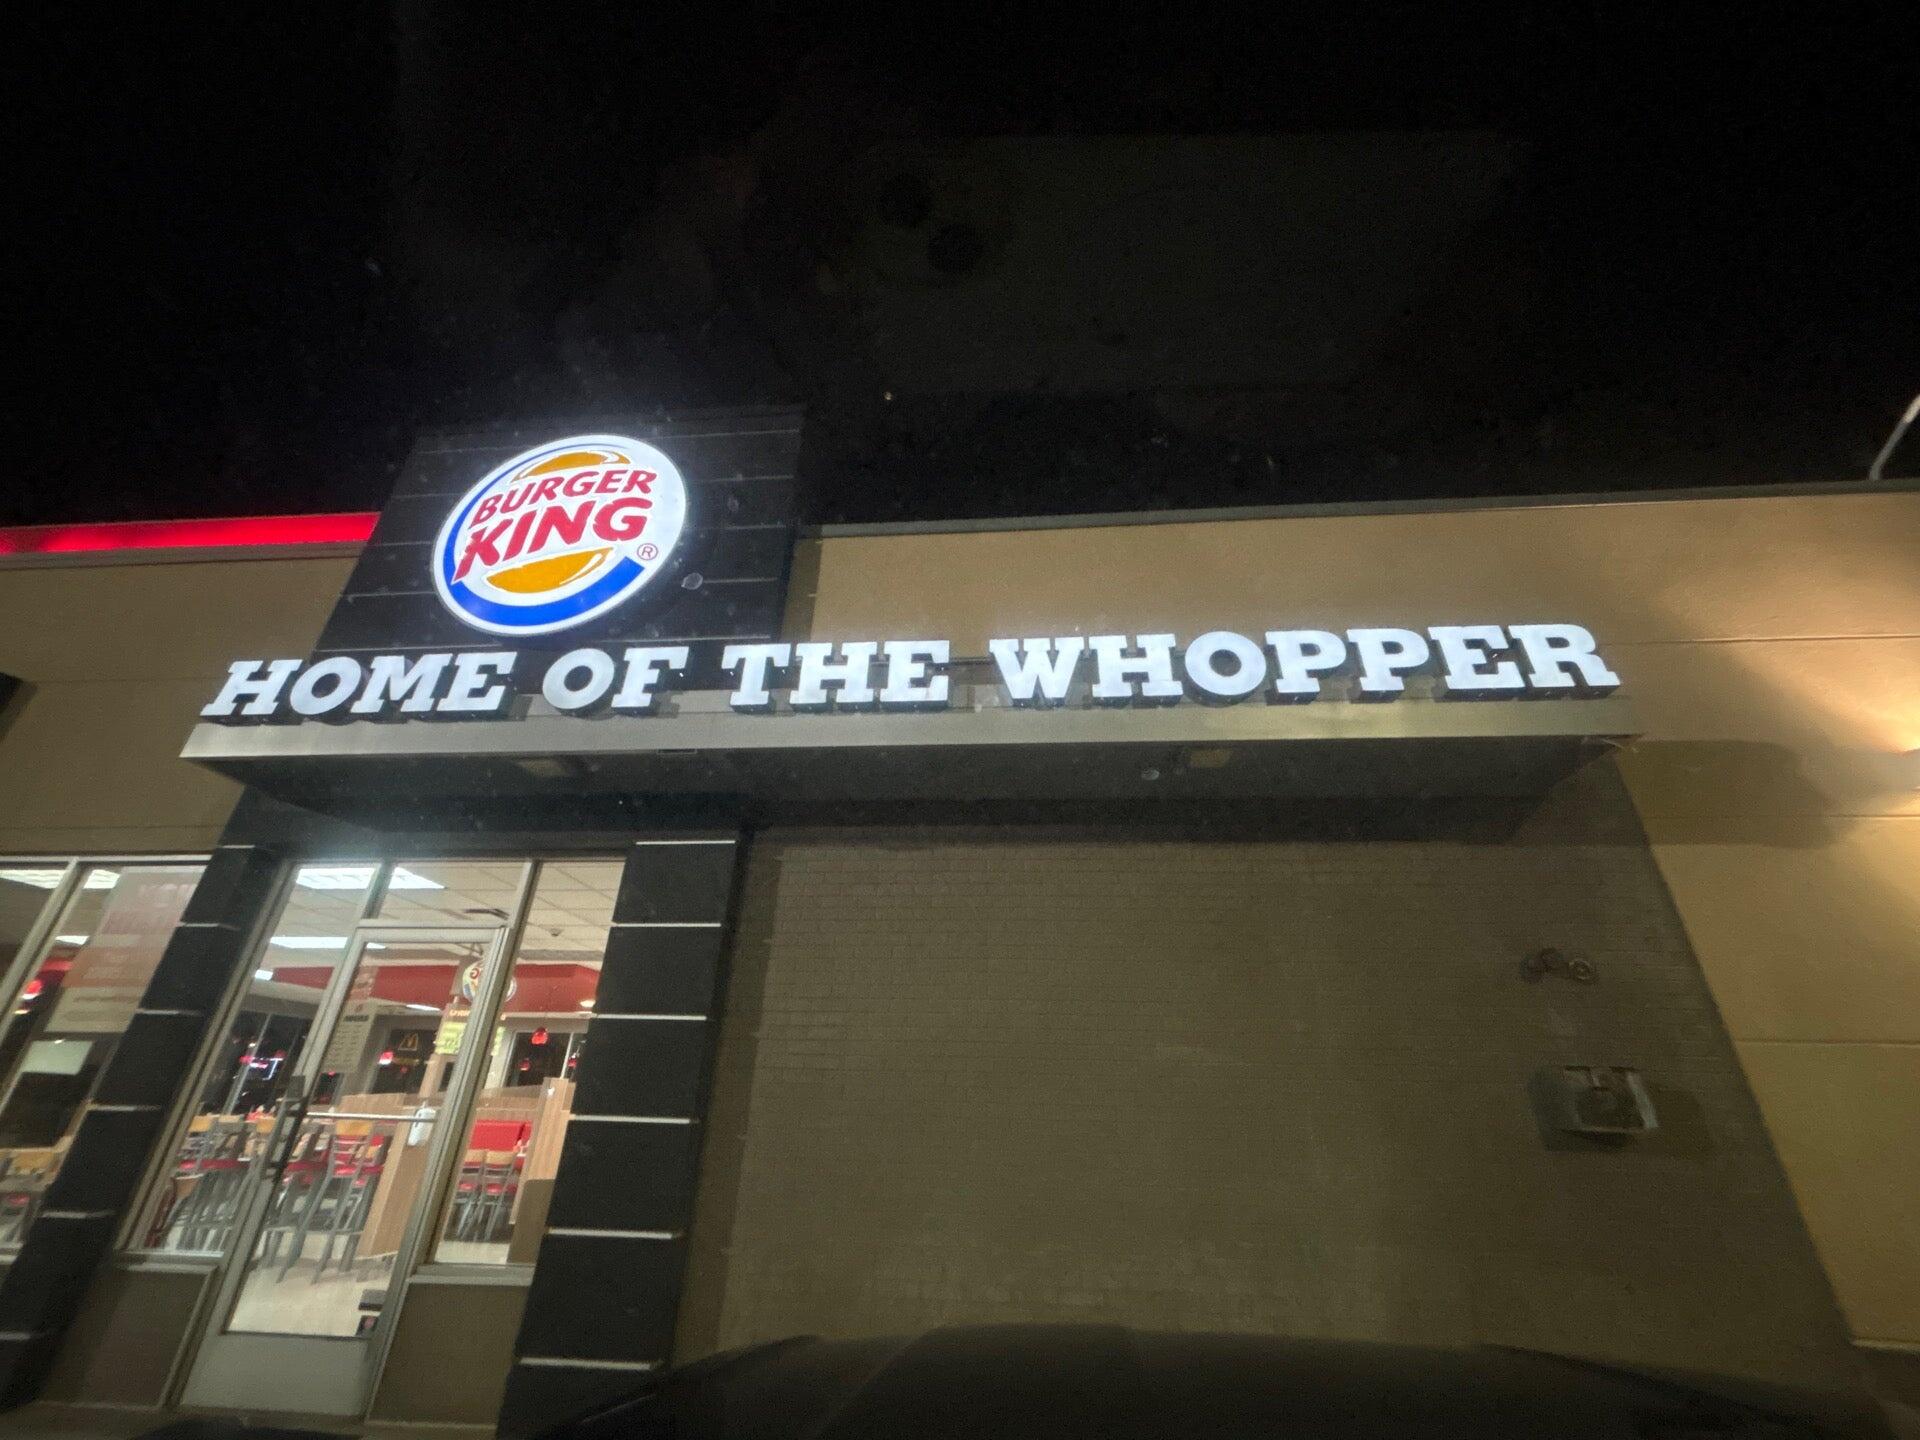 BURGER
KING®
HOME OF THE WHOPPER